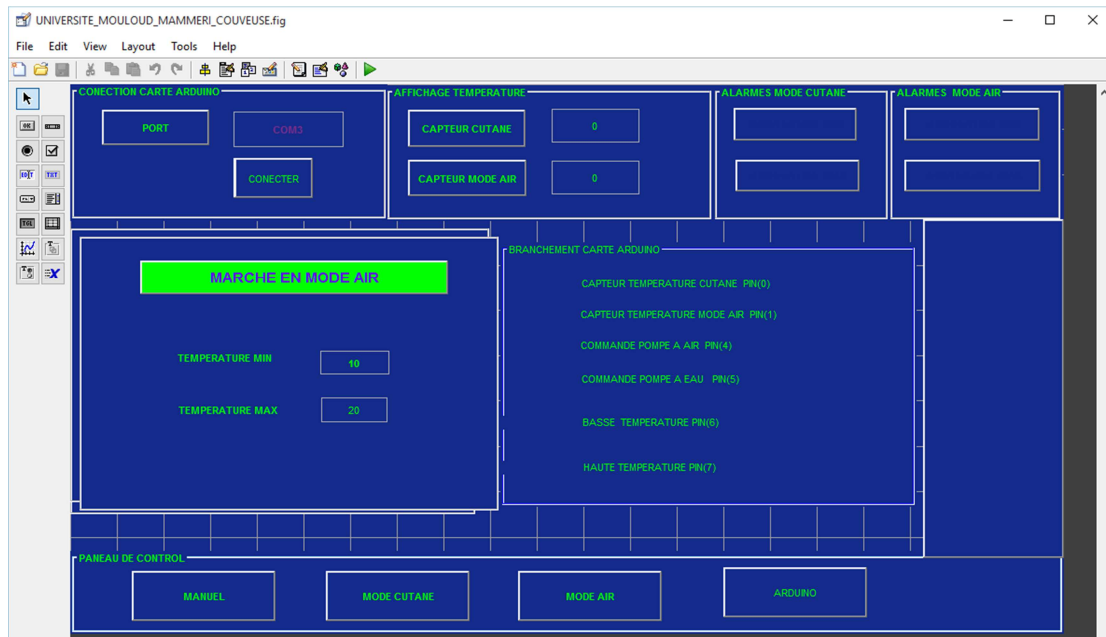 UNIVERSITE_MOULOUD_MAMMERI_COUVEUSE.fig
File Edit View Layout Tools Help
CONECTION CARTE ARDUINO
PORT
COM3
CONECTER
AFFICHAGE TEMPERATURE
CAPTEUR CUTANE
0
CAPTEUR MODE AIR
0
ALARMES MODE CUTANE
ALARMES MODE AIR
MARCHE EN MODE AIR
TEMPERATURE MIN
10
TEMPERATURE MAX
20
BRANCHEMENT CARTE ARDUINO
CAPTEUR TEMPERATURE CUTANE PIN(0)
CAPTEUR TEMPERATURE MODE AIR PIN(1)
COMMANDE POMPE A AIR PIN(4)
COMMANDE POMPE A EAU PIN(5)
BASSE TEMPERATURE PIN(6)
HAUTE TEMPERATURE PIN(7)
PANEAU DE CONTROL
MANUEL
MODE CUTANE
MODE AIR
ARDUINO